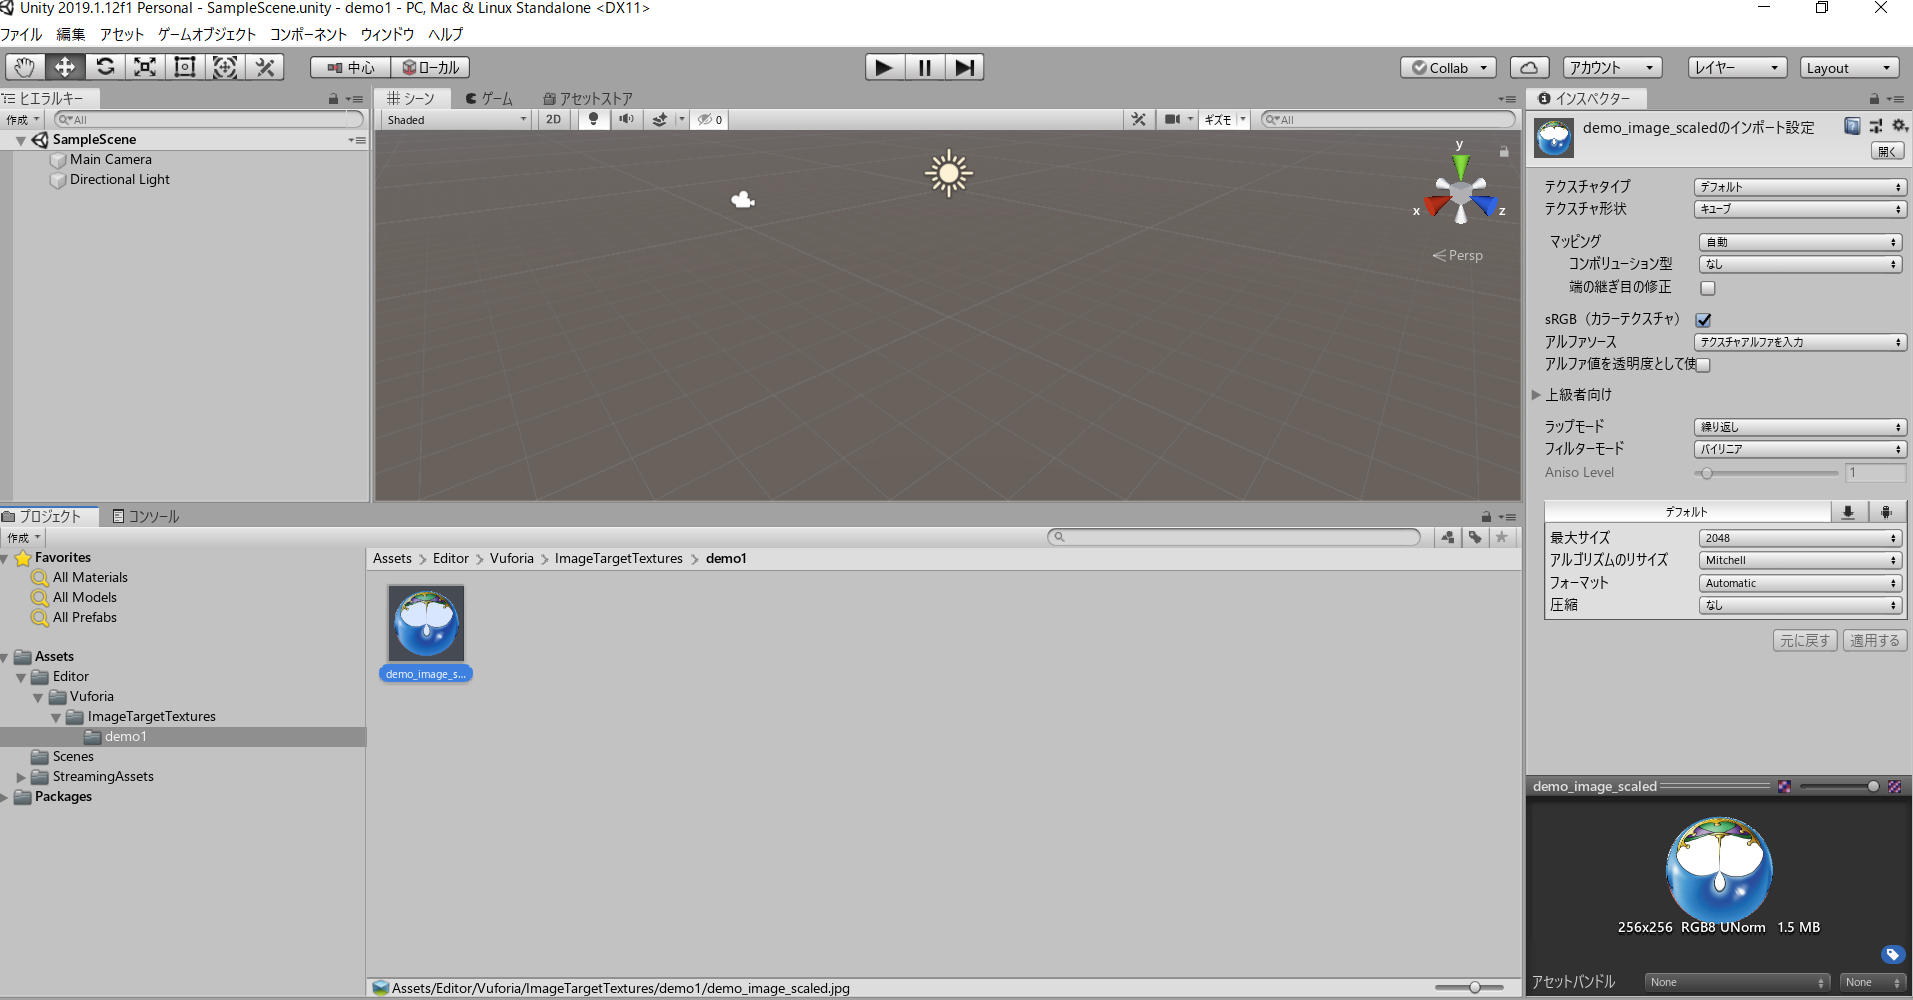 Unity 2019.1.12f1 Personal - SampleScene.unity - demo1 - PC, Mac & Linux Standalone <DX11>
ファイル 編集 アセット ゲームオブジェクト コンポーネント ウィンドウ ヘルプ
中心 ローカル Collab アカウント レイヤー Layout
ヒエラルキー
作成 All
SampleScene
Main Camera
Directional Light
シーン ゲーム アセットストア
Shaded 2D 0 ギズモ All
y
x z
Persp
プロジェクト コンソール
作成
Favorites
All Materials
All Models
All Prefabs
Assets
Editor
Vuforia
ImageTargetTextures
demo1
Scenes
StreamingAssets
Packages
Assets Editor Vuforia ImageTargetTextures demo1
demo_image_s...
Assets/Editor/Vuforia/ImageTargetTextures/demo1/demo_image_scaled.jpg
インスペクター
demo_image_scaledのインポート設定
開く
テクスチャタイプ デフォルト
テクスチャ形状 キューブ
マッピング 自動
コンボリューション型 なし
端の継ぎ目の修正
sRGB（カラーテクスチャ）
アルファソース テクスチャアルファを入力
アルファ値を透明度として使
上級者向け
ラップモード 繰り返し
フィルターモード バイリニア
Aniso Level 1
デフォルト
最大サイズ 2048
アルゴリズムのリサイズ Mitchell
フォーマット Automatic
圧縮 なし
元に戻す 適用する
demo_image_scaled
256x256 RGB8 UNorm 1.5 MB
アセットバンドル None None